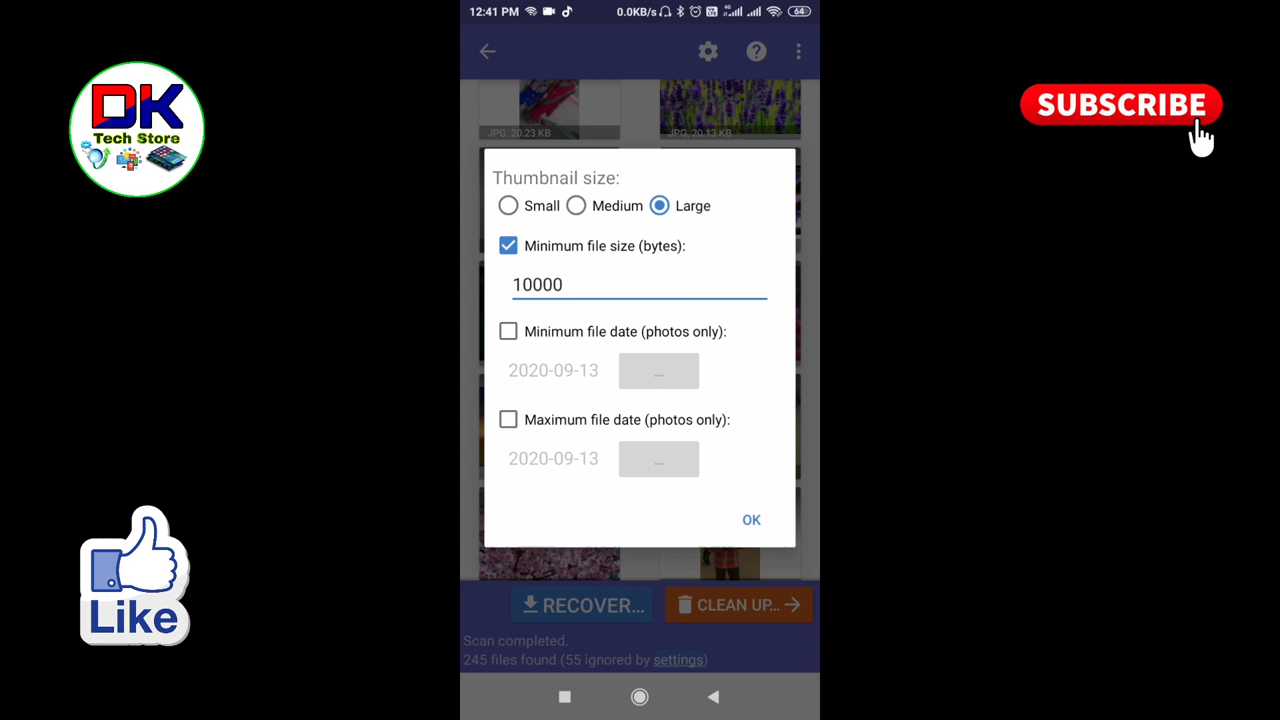 12:41 PM
0.0KB/s
4G
64
DK
Tech Store
SUBSCRIBE
JPG, 20.23 KB
JPG, 20.13 KB
Thumbnail size:
Small
Medium
Large
Minimum file size (bytes):
10000
Minimum file date (photos only):
2020-09-13
...
Maximum file date (photos only):
2020-09-13
...
OK
Like
RECOVER...
CLEAN UP...
Scan completed.
245 files found (55 ignored by settings)